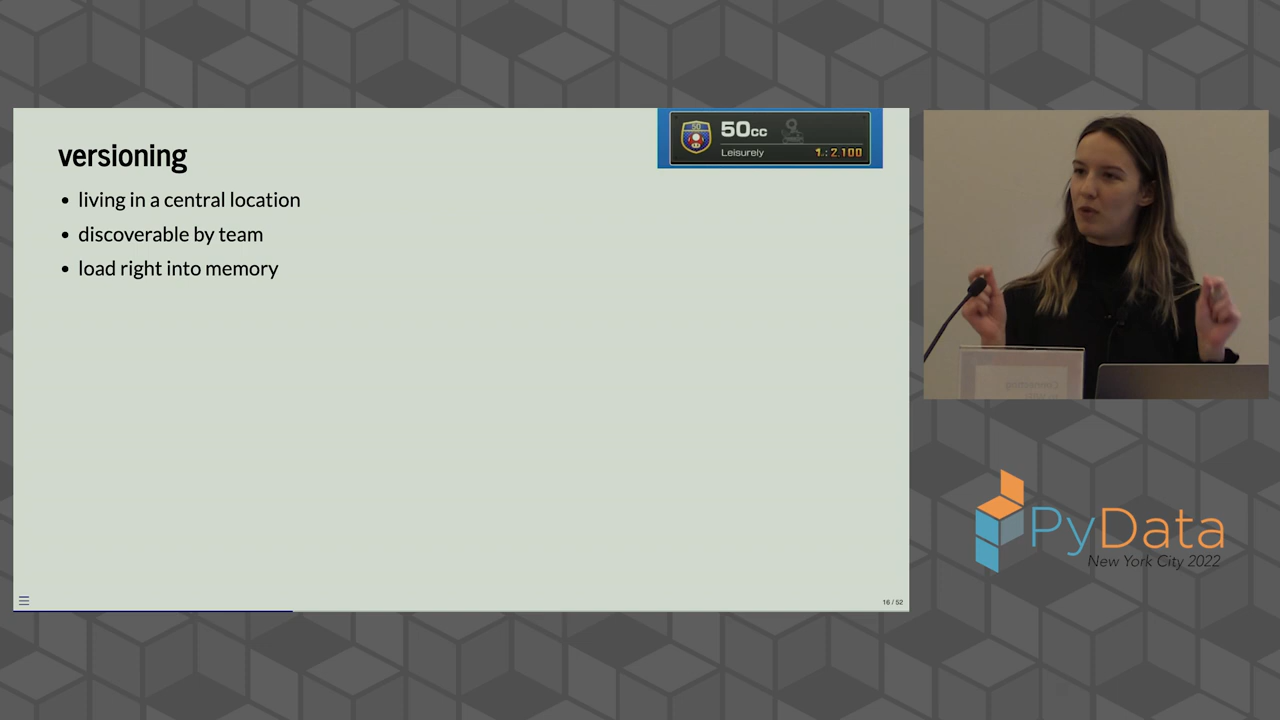 versioning
living in a central location
discoverable by team
load right into memory
50
50cc
Leisurely
1.: 2.100
16 / 52
PyData
New York City 2022